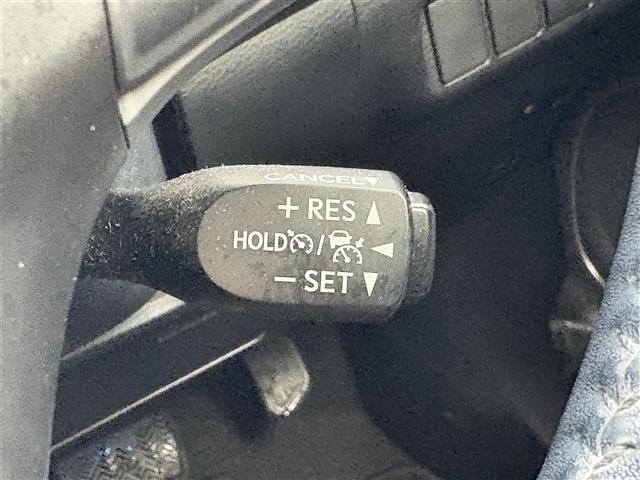 CANCEL▼
+ RES ▲
HOLD / ◀
− SET ▼